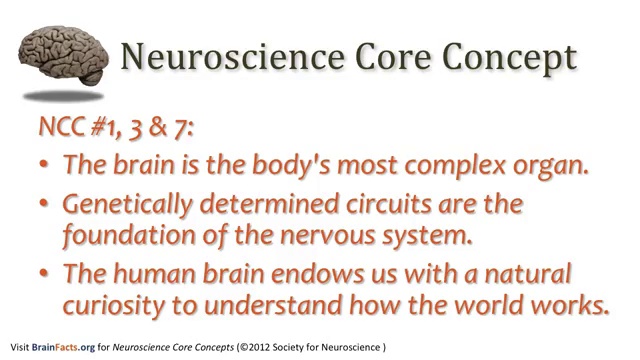 Neuroscience Core Concept
NCC #1, 3 & 7:
• The brain is the body's most complex organ.
• Genetically determined circuits are the
foundation of the nervous system.
• The human brain endows us with a natural
curiosity to understand how the world works.
Visit BrainFacts.org for Neuroscience Core Concepts (©2012 Society for Neuroscience )